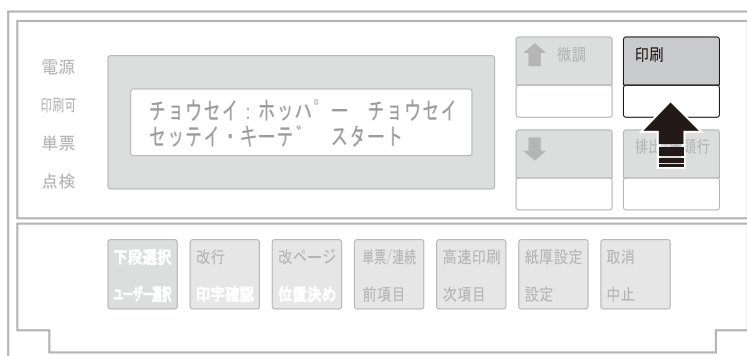 電源
印刷可
単票
点検
チョウセイ：ホッパ゜ー　チョウセイ
セッテイ・キーデ゛　スタート
微調
印刷
排出
頭行
下段選択
ユーザー選択
改行
印字確認
改ページ
位置決め
単票/連続
前項目
高速印刷
次項目
紙厚設定
設定
取消
中止